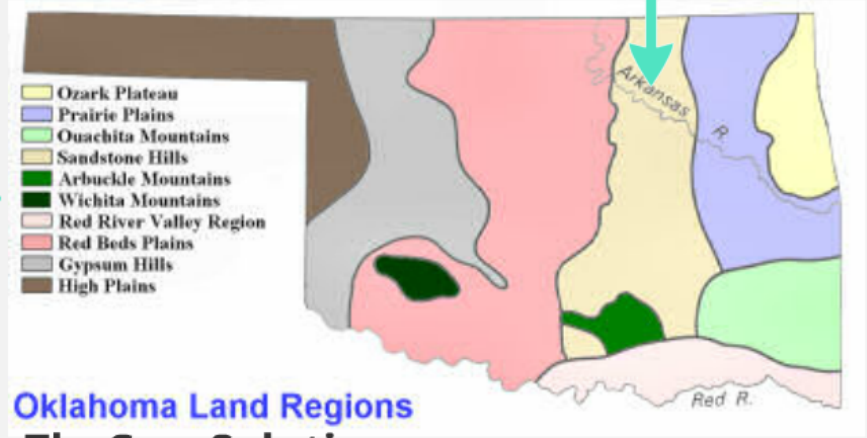 Arkansas
R.
Ozark Plateau
Prairie Plains
Ouachita Mountains
Sandstone Hills
Arbuckle Mountains
Wichita Mountains
Red River Valley Region
Red Beds Plains
Gypsum Hills
High Plains
Red R.
Oklahoma Land Regions